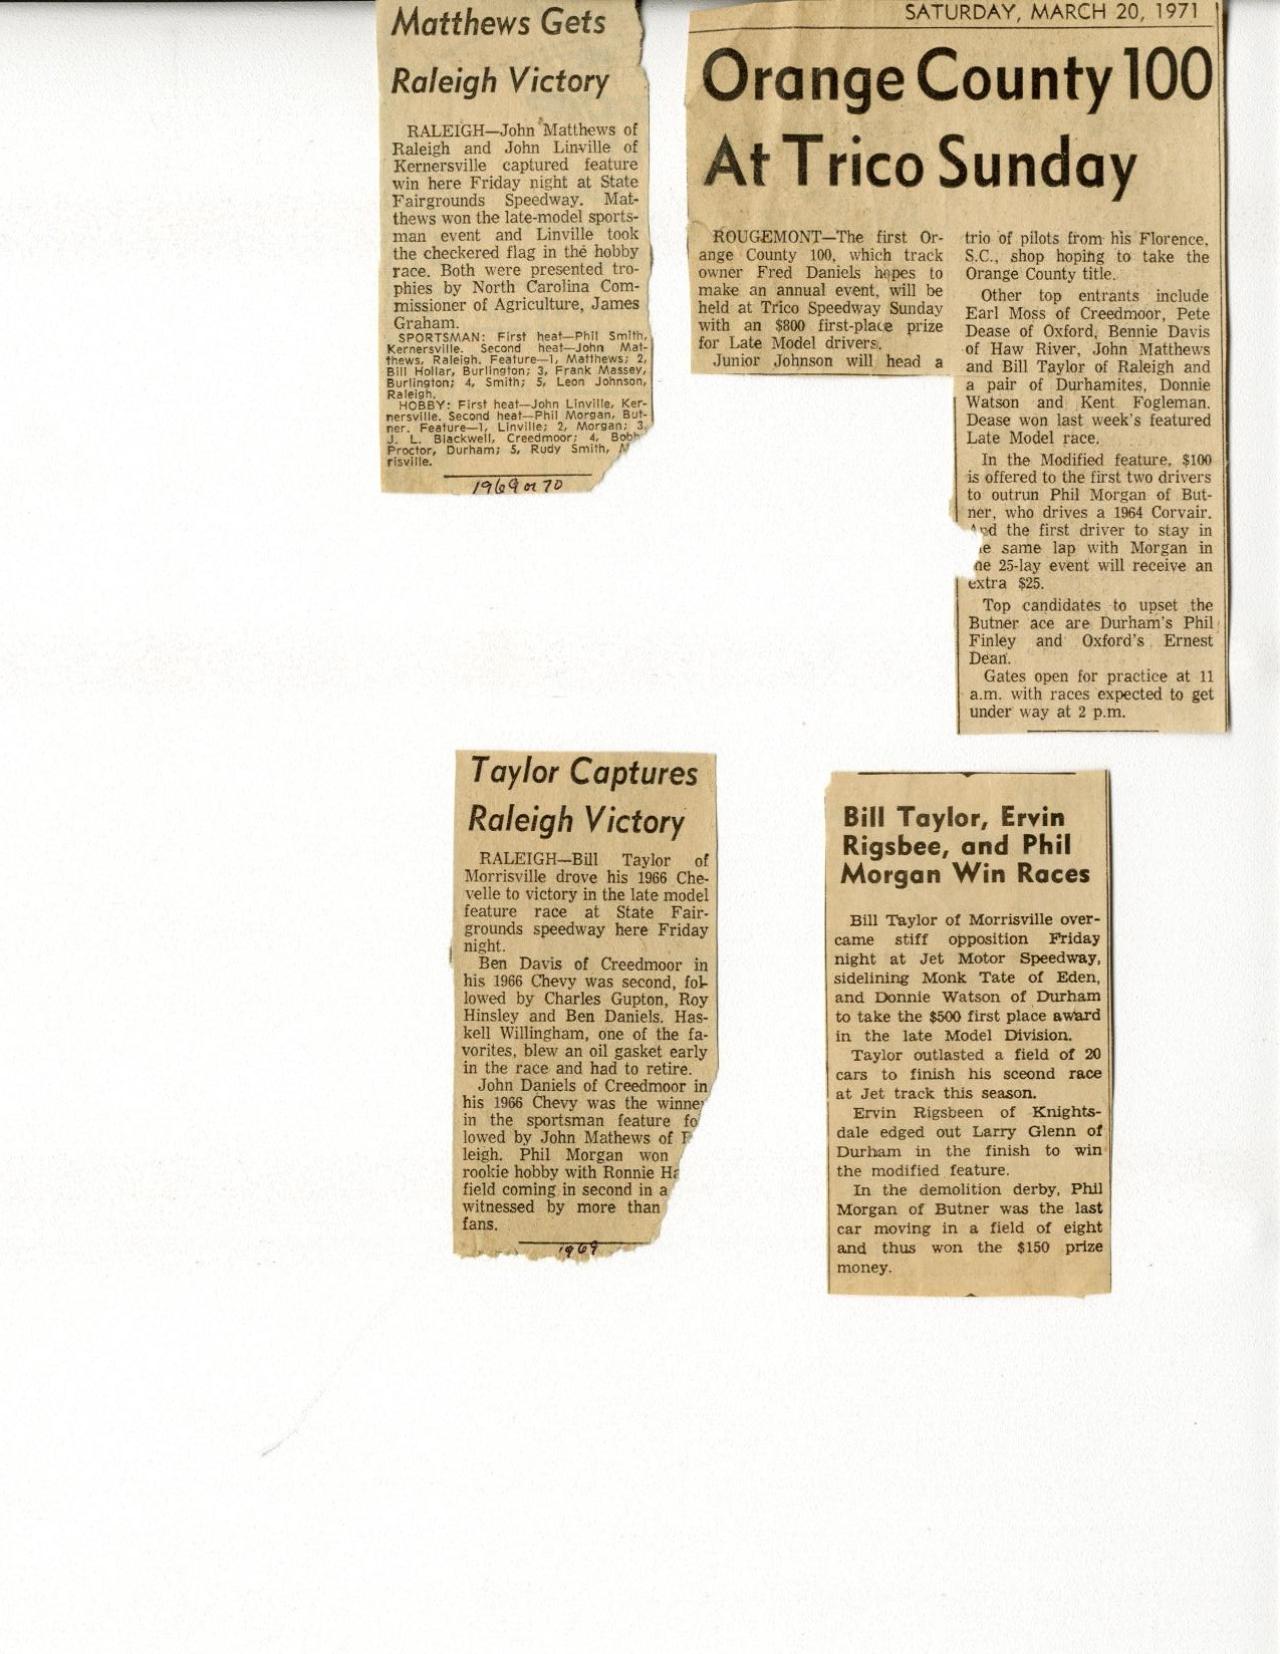 Matthews Gets
Raleigh Victory
RALEIGH—John Matthews of
Raleigh and John Linville of
Kernersville captured feature
win here Friday night at State
Fairgrounds Speedway. Mat-
thews won the late-model sports-
man event and Linville took
the checkered flag in the hobby
race. Both were presented tro-
phies by North Carolina Com-
missioner of Agriculture, James
Graham.
SPORTSMAN: First heat—Phil Smith,
Kernersville. Second heat—John Mat-
thews, Raleigh, Feature—1, Matthews; 2,
Bill Hollar, Burlington; 3, Frank Massey,
Burlington; 4, Smith; 5, Leon Johnson,
Raleigh.
HOBBY: First heat—John Linville, Ker-
nersville. Second heat—Phil Morgan, But-
ner. Feature—1, Linville; 2, Morgan; 3,
J. L. Blackwell, Creedmoor; 4, Bobb
Proctor, Durham; 5, Rudy Smith, M
risville.
1969 or 70
SATURDAY, MARCH 20, 1971
Orange County 100
At Trico Sunday
ROUGEMONT—The first Or-
ange County 100, which track
owner Fred Daniels hopes to
make an annual event, will be
held at Trico Speedway Sunday
with an $800 first-place prize
for Late Model drivers.
Junior Johnson will head a
trio of pilots from his Florence,
S.C., shop hoping to take the
Orange County title.
Other top entrants include
Earl Moss of Creedmoor, Pete
Dease of Oxford, Bennie Davis
of Haw River, John Matthews
and Bill Taylor of Raleigh and
a pair of Durhamites, Donnie
Watson and Kent Fogleman.
Dease won last week's featured
Late Model race.
In the Modified feature, $100
is offered to the first two drivers
to outrun Phil Morgan of But-
ner, who drives a 1964 Corvair.
And the first driver to stay in
e same lap with Morgan in
he 25-lay event will receive an
extra $25.
Top candidates to upset the
Butner ace are Durham's Phil
Finley and Oxford's Ernest
Dean.
Gates open for practice at 11
a.m. with races expected to get
under way at 2 p.m.
Taylor Captures
Raleigh Victory
RALEIGH—Bill Taylor of
Morrisville drove his 1966 Che-
velle to victory in the late model
feature race at State Fair-
grounds speedway here Friday
night.
Ben Davis of Creedmoor in
his 1966 Chevy was second, fol-
lowed by Charles Gupton, Roy
Hinsley and Ben Daniels. Has-
kell Willingham, one of the fa-
vorites, blew an oil gasket early
in the race and had to retire.
John Daniels of Creedmoor in
his 1966 Chevy was the winner
in the sportsman feature fo
lowed by John Mathews of R
leigh. Phil Morgan won
rookie hobby with Ronnie Ha
field coming in second in a
witnessed by more than
fans.
1969
Bill Taylor, Ervin
Rigsbee, and Phil
Morgan Win Races
Bill Taylor of Morrisville over-
came stiff opposition Friday
night at Jet Motor Speedway,
sidelining Monk Tate of Eden,
and Donnie Watson of Durham
to take the $500 first place award
in the late Model Division.
Taylor outlasted a field of 20
cars to finish his sceond race
at Jet track this season.
Ervin Rigsbeen of Knights-
dale edged out Larry Glenn of
Durham in the finish to win
the modified feature.
In the demolition derby, Phil
Morgan of Butner was the last
car moving in a field of eight
and thus won the $150 prize
money.